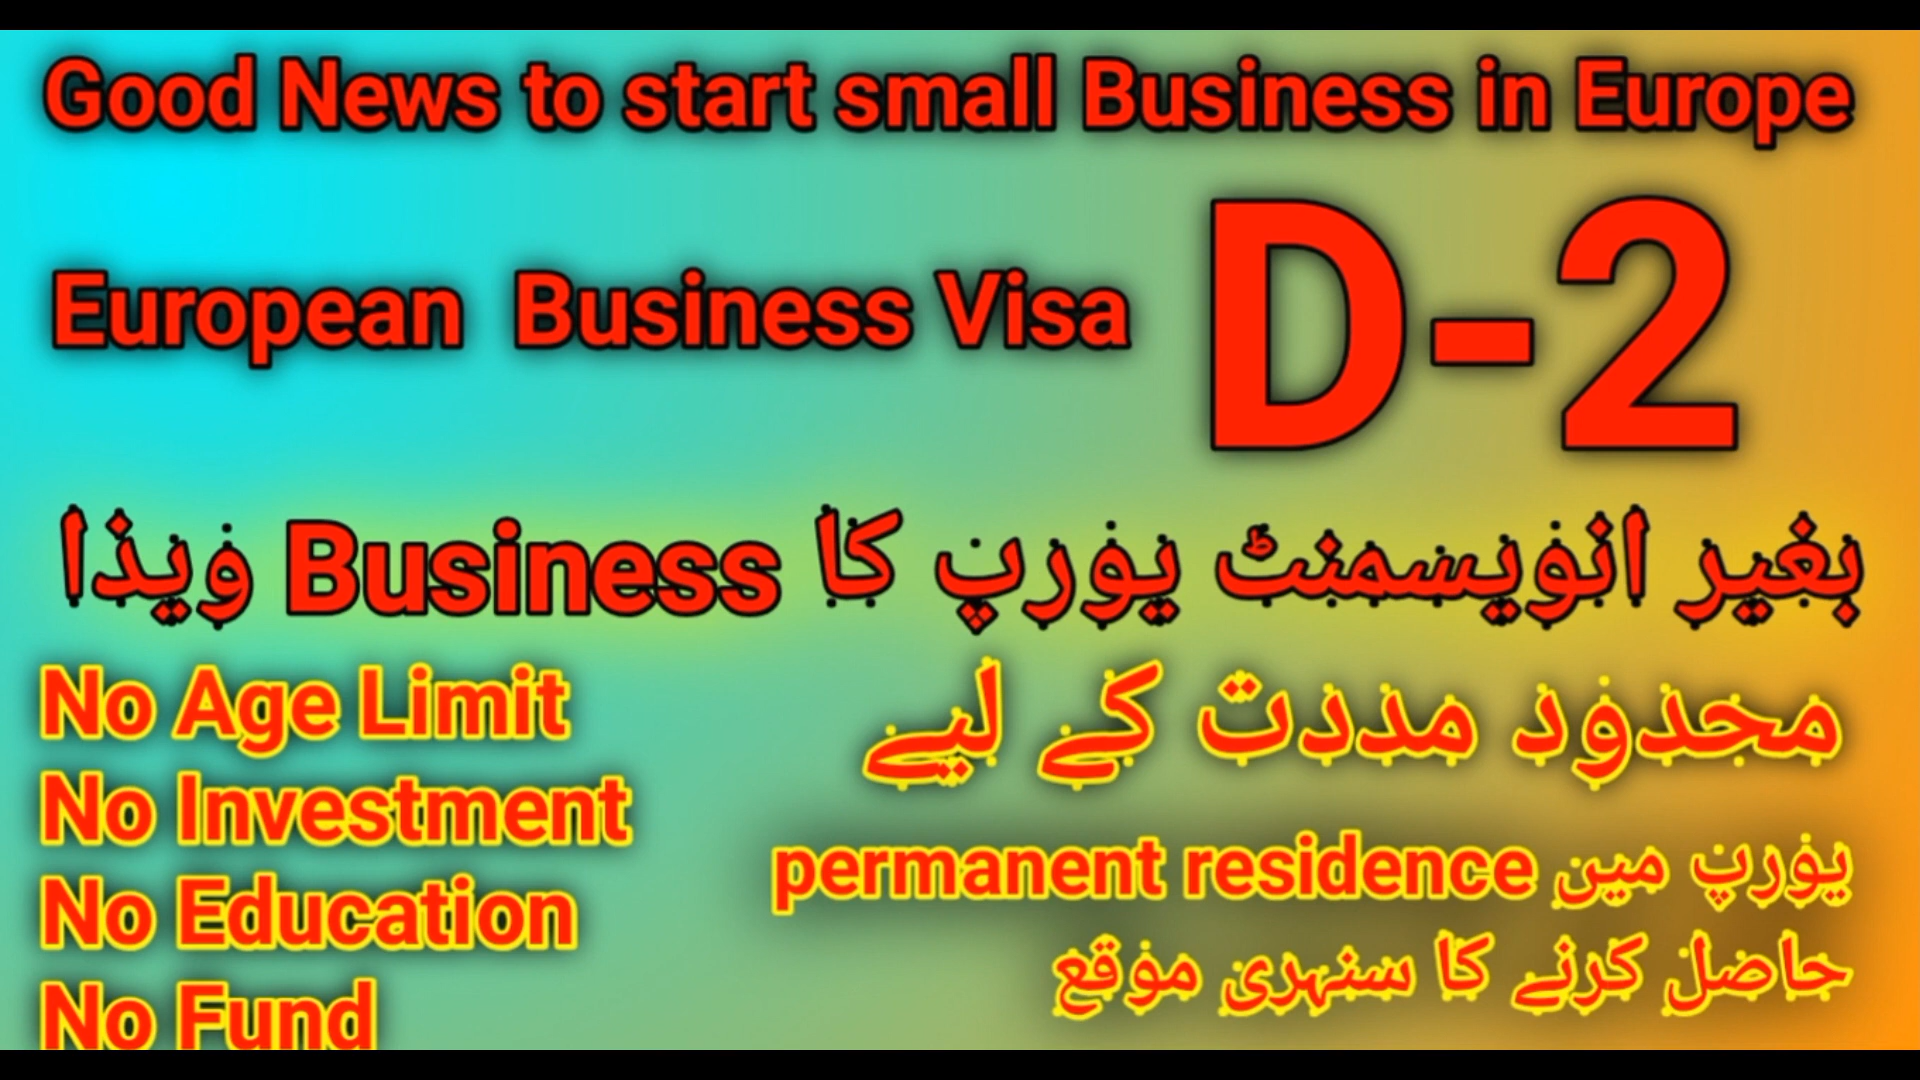 Good News to start small Business in Europe
European Business Visa D-2
بغیر انویسمنٹ یورپ کا Business ویذا
No Age Limit
محدود مددت کے لیے
No Investment
یورپ میں permanent residence
No Education
حاصل کرنے کا سنہری موقع
No Fund